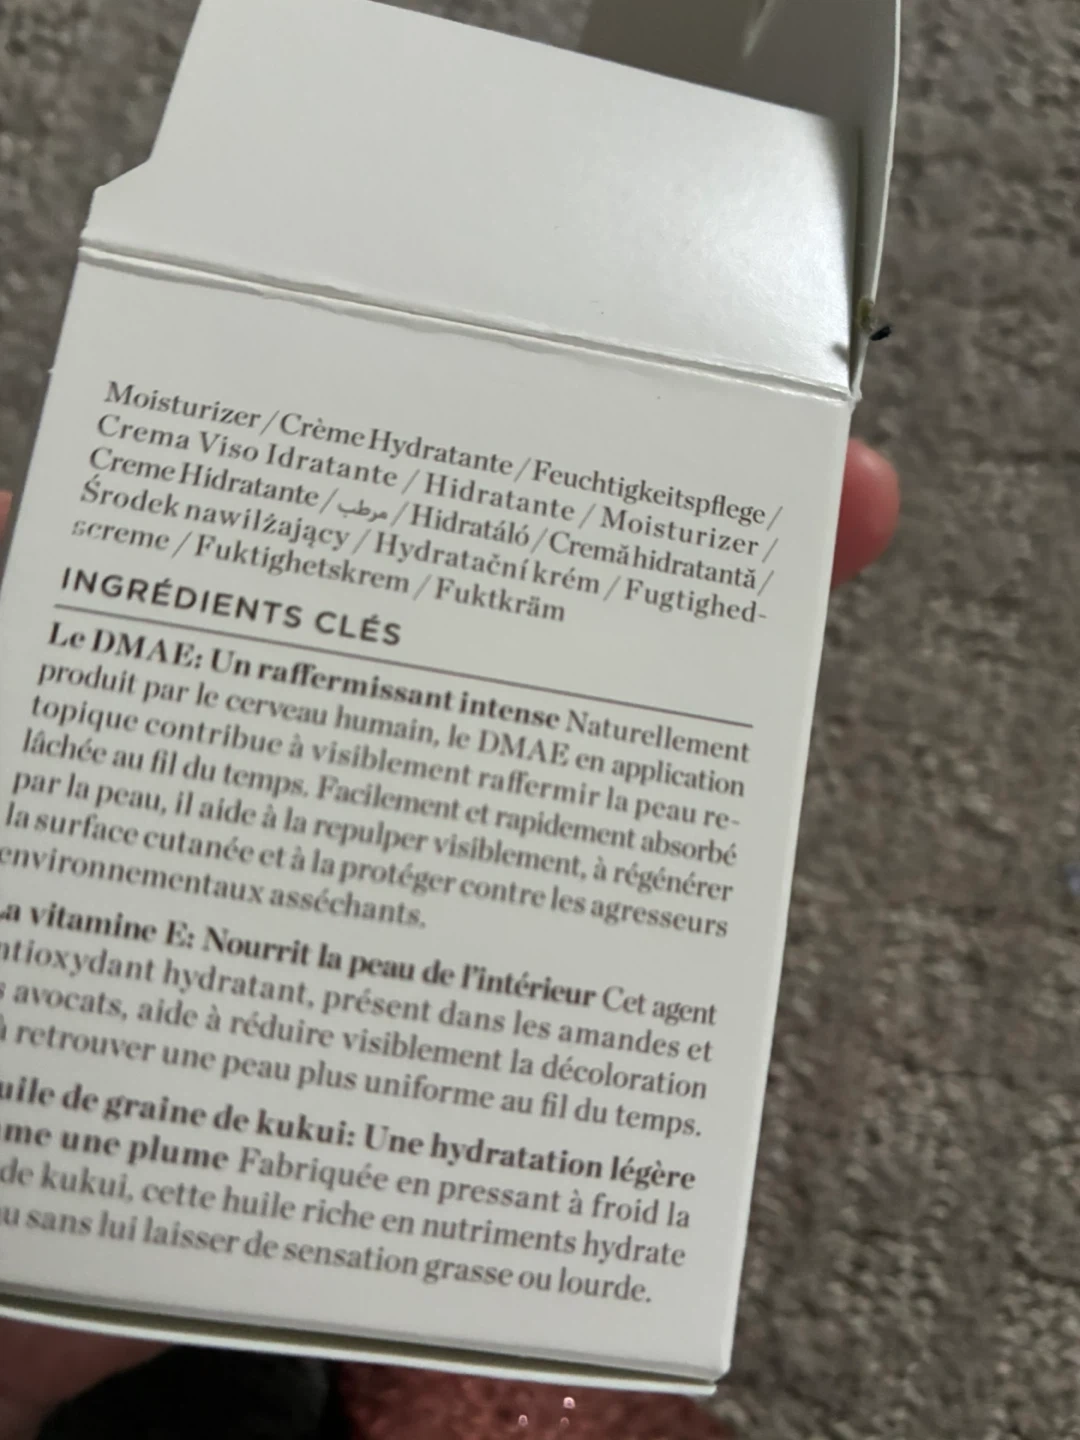 Moisturizer / Crème Hydratante / Feuchtigkeitspflege /
Crema Viso Idratante / Hidratante / Moisturizer /
Creme Hidratante / مرطب / Hidratáló / Cremă hidratantă /
Środek nawilżający / Hydratační krém / Fugtighed-
screme / Fuktighetskrem / Fuktkräm
INGRÉDIENTS CLÉS
Le DMAE: Un raffermissant intense Naturellement
produit par le cerveau humain, le DMAE en application
topique contribue à visiblement raffermir la peau re-
lâchée au fil du temps. Facilement et rapidement absorbé
par la peau, il aide à la repulper visiblement, à régénérer
la surface cutanée et à la protéger contre les agresseurs
environnementaux asséchants.
La vitamine E: Nourrit la peau de l'intérieur Cet agent
antioxydant hydratant, présent dans les amandes et
avocats, aide à réduire visiblement la décoloration
à retrouver une peau plus uniforme au fil du temps.
huile de graine de kukui: Une hydratation légère
comme une plume Fabriquée en pressant à froid la
de kukui, cette huile riche en nutriments hydrate
sans lui laisser de sensation grasse ou lourde.